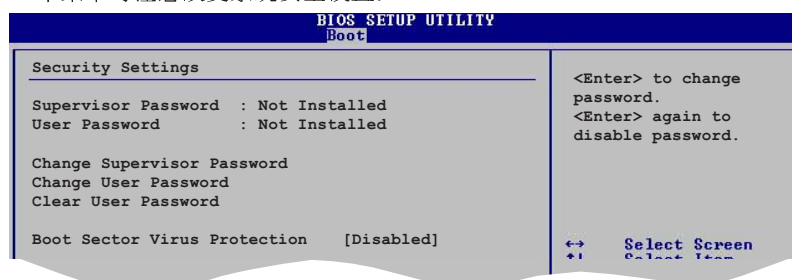 BIOS SETUP UTILITY
Boot
Security Settings
Supervisor Password : Not Installed
User Password : Not Installed
Change Supervisor Password
Change User Password
Clear User Password
Boot Sector Virus Protection [Disabled]
<Enter> to change
password.
<Enter> again to
disable password.
↔ Select Screen
↑↓ Select Item